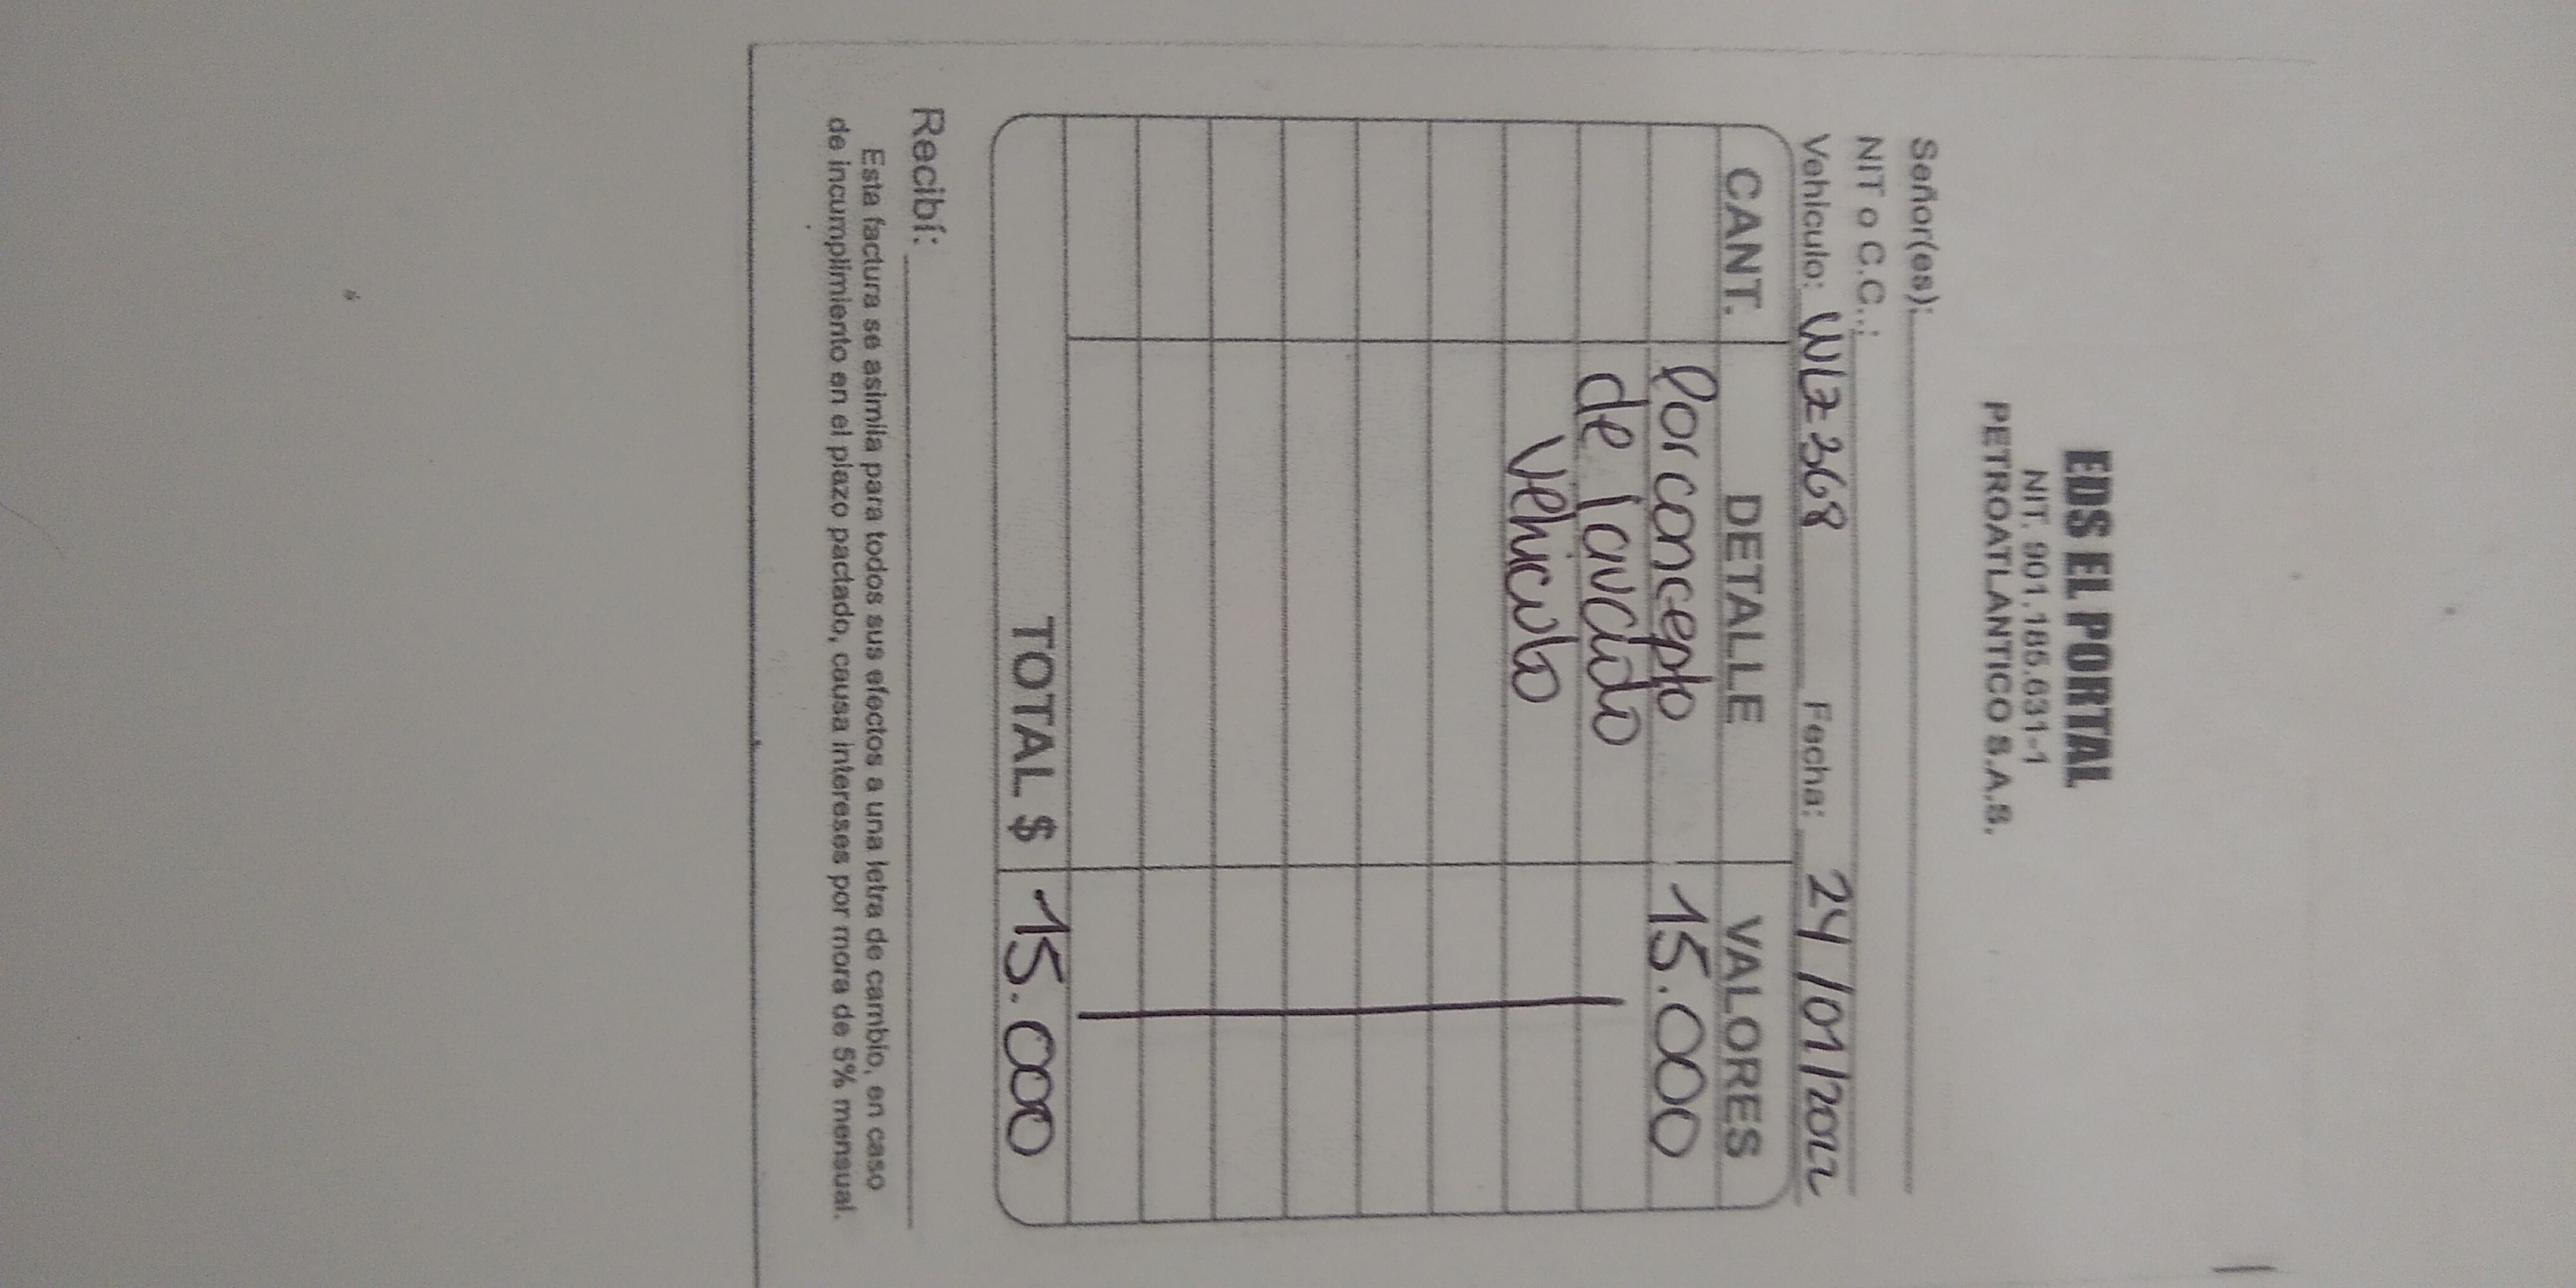 EDS EL PORTAL
NIT. 901.185.631-1
PETROATLANTICO S.A.S.
Señor(es):
NIT o C.C..:
Vehiculo: WLZ368 Fecha: 24/01/2022
CANT. DETALLE VALORES
Por concepto 15.000
de lavado
vehiculo
TOTAL $ 15.000
Recibí:
Esta factura se asimila para todos sus efectos a una letra de cambio, en caso
de incumplimiento en el plazo pactado, causa intereses por mora de 5% mensual.